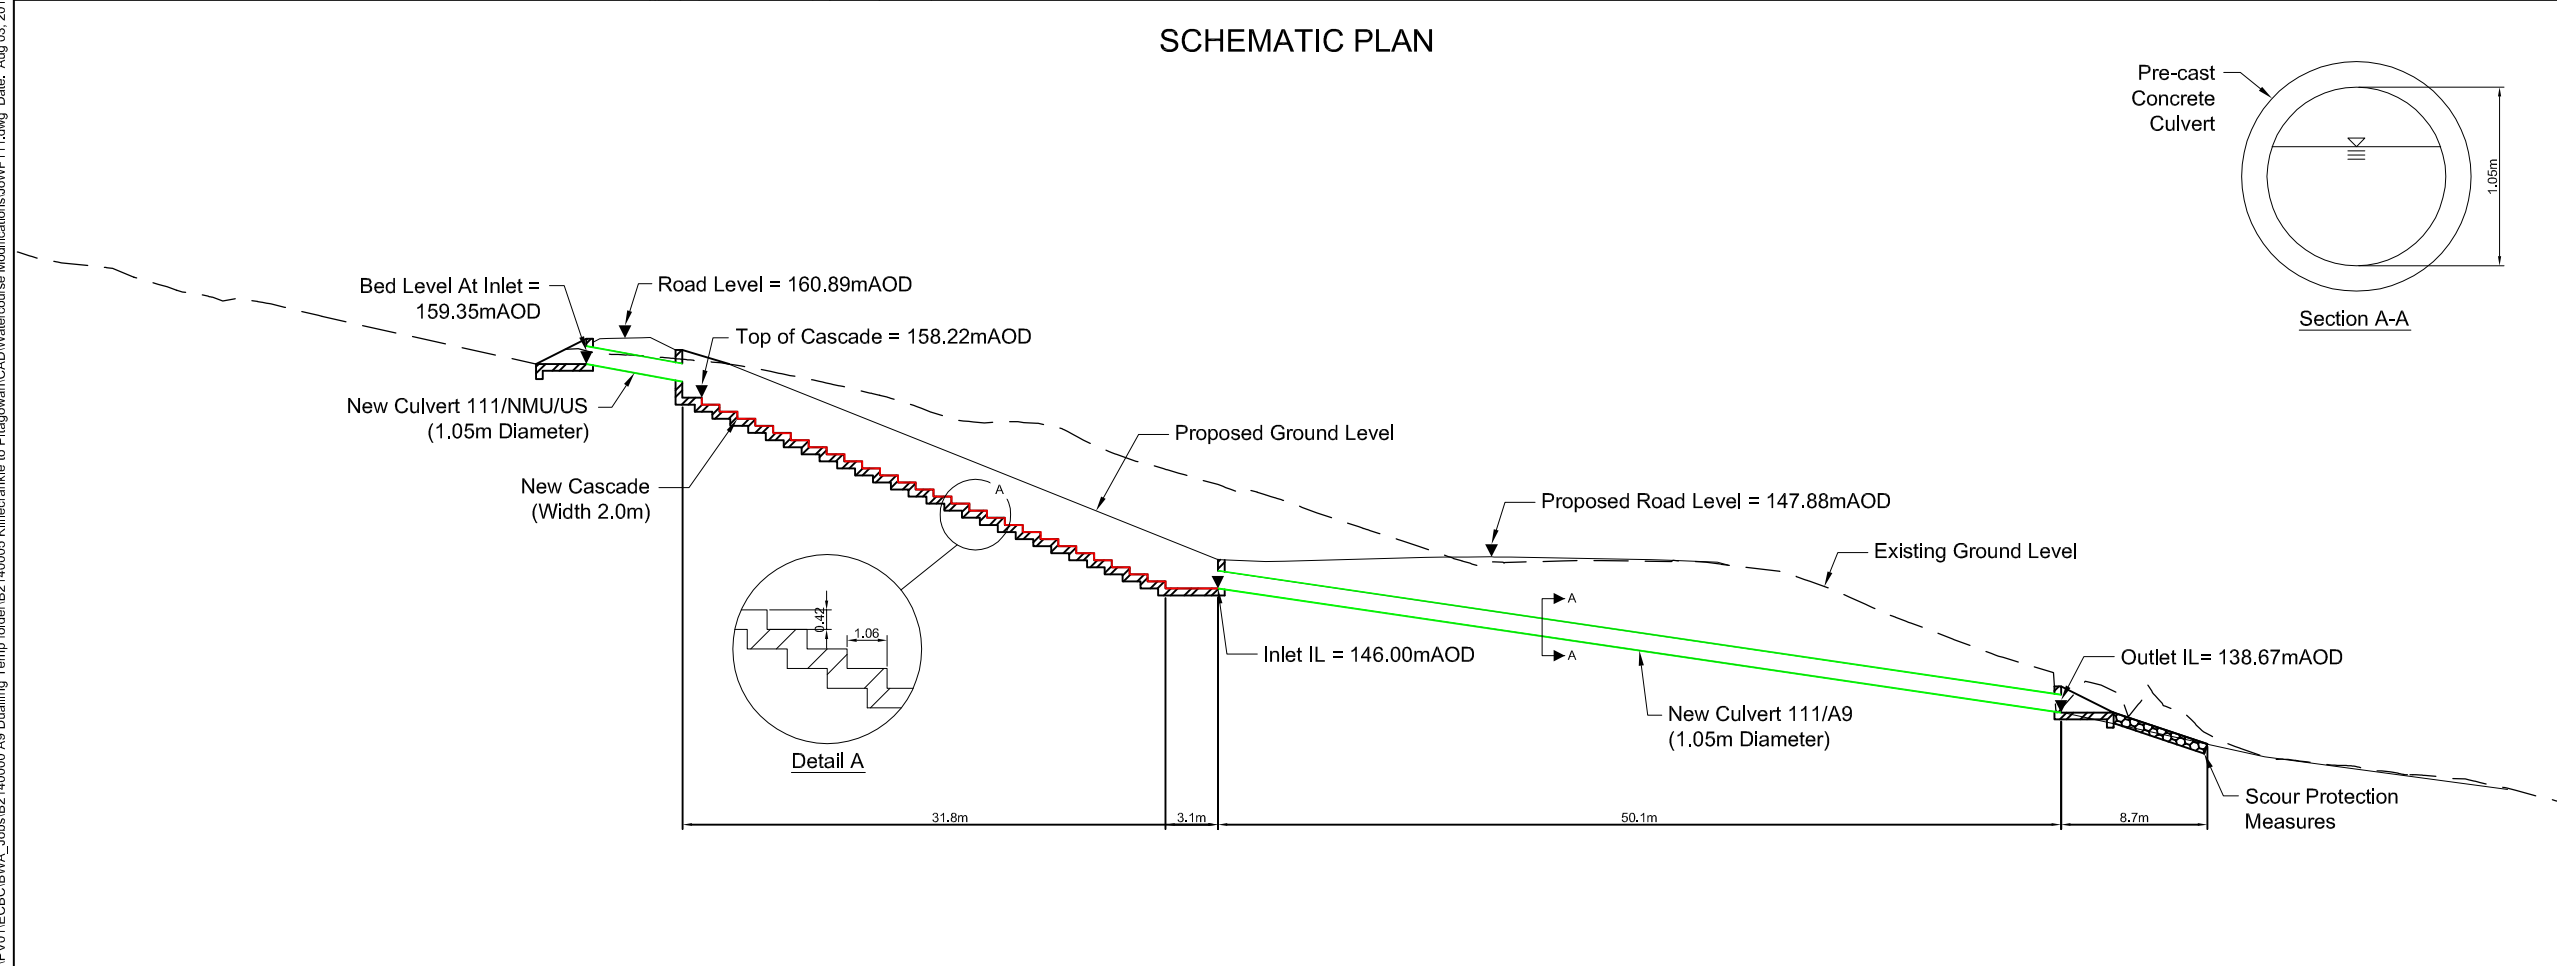 SCHEMATIC PLAN
Pre-cast
Concrete
Culvert
1.05m
Section A-A
Bed Level At Inlet =
159.35mAOD
Road Level = 160.89mAOD
Top of Cascade = 158.22mAOD
New Culvert 111/NMU/US
(1.05m Diameter)
New Cascade
(Width 2.0m)
Proposed Ground Level
A
Proposed Road Level = 147.88mAOD
Existing Ground Level
0.42
1.06
Detail A
A
A
Inlet IL = 146.00mAOD
Outlet IL= 138.67mAOD
New Culvert 111/A9
(1.05m Diameter)
Scour Protection
Measures
31.8m
3.1m
50.1m
8.7m